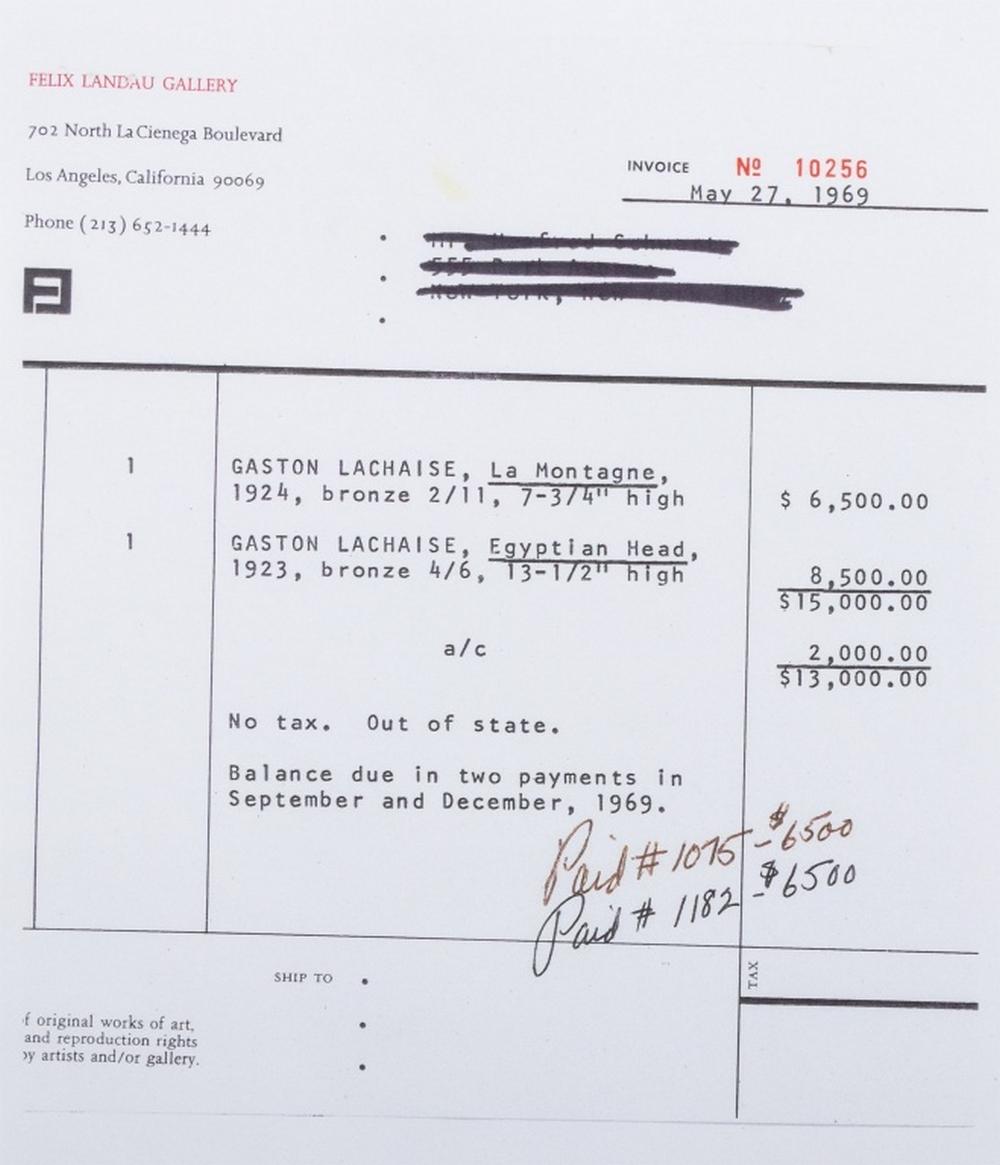 FELIX LANDAU GALLERY
702 North La Cienega Boulevard
Los Angeles, California 90069
Phone (213) 652-1444
INVOICE Nº 10256
May 27, 1969
1 GASTON LACHAISE, La Montagne,
1924, bronze 2/11, 7-3/4" high $ 6,500.00
1 GASTON LACHAISE, Egyptian Head,
1923, bronze 4/6, 13-1/2" high 8,500.00
$15,000.00
a/c 2,000.00
$13,000.00
No tax. Out of state.
Balance due in two payments in
September and December, 1969.
Paid # 1075 - $6500
Paid # 1182 - $6500
SHIP TO
TAX
f original works of art,
and reproduction rights
by artists and/or gallery.